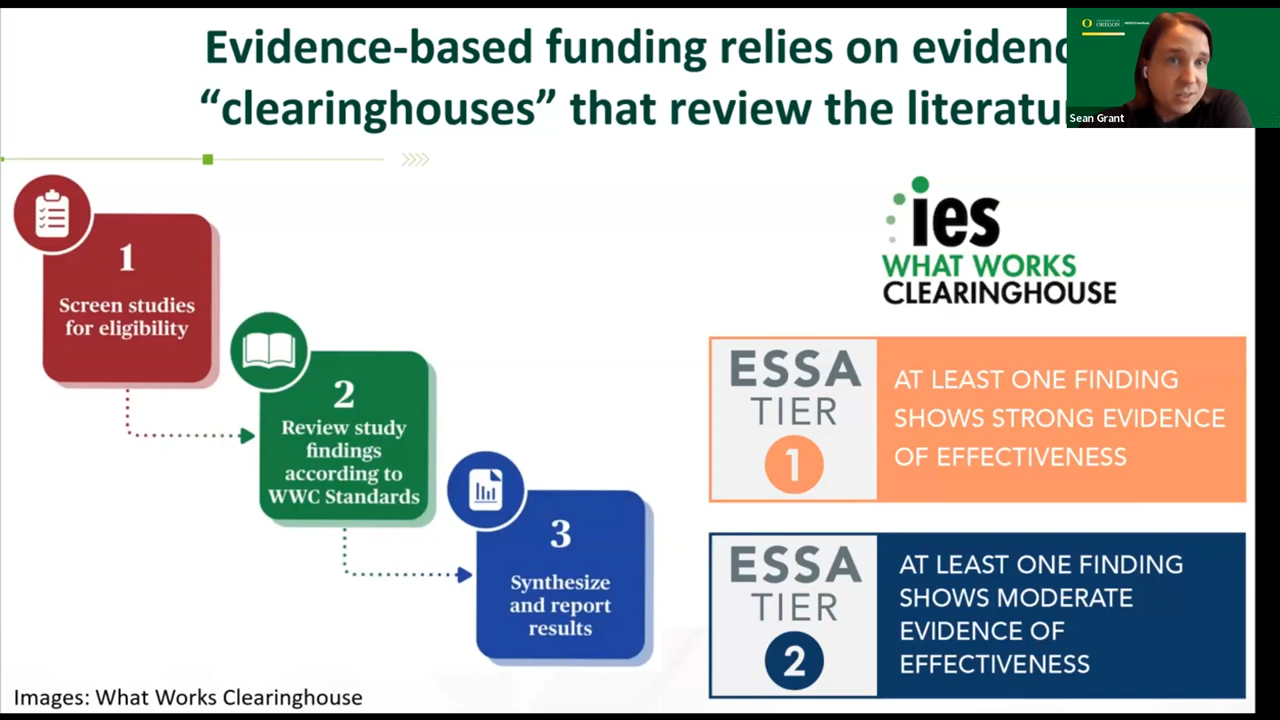 Evidence-based funding relies on
“clearinghouses” that review the
Sean Grant
OREGON
1
Screen studies
for eligibility
2
Review study
findings
according to
WWC Standards
3
Synthesize
and report
results
ies
WHAT WORKS
CLEARINGHOUSE
ESSA
TIER
1
AT LEAST ONE FINDING
SHOWS STRONG EVIDENCE
OF EFFECTIVENESS
ESSA
TIER
2
AT LEAST ONE FINDING
SHOWS MODERATE
EVIDENCE OF
EFFECTIVENESS
Images: What Works Clearinghouse